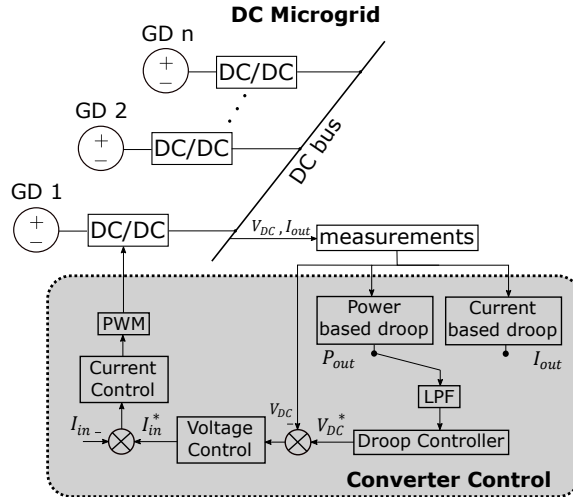 DC Microgrid
GD n
DC/DC
GD 2
DC/DC
DC bus
GD 1
DC/DC
V_DC, I_out
measurements
PWM
Power
based droop
Current
based droop
P_out
I_out
Current
Control
LPF
V_DC
I_in
I_in*
Voltage
Control
V_DC*
Droop Controller
Converter Control